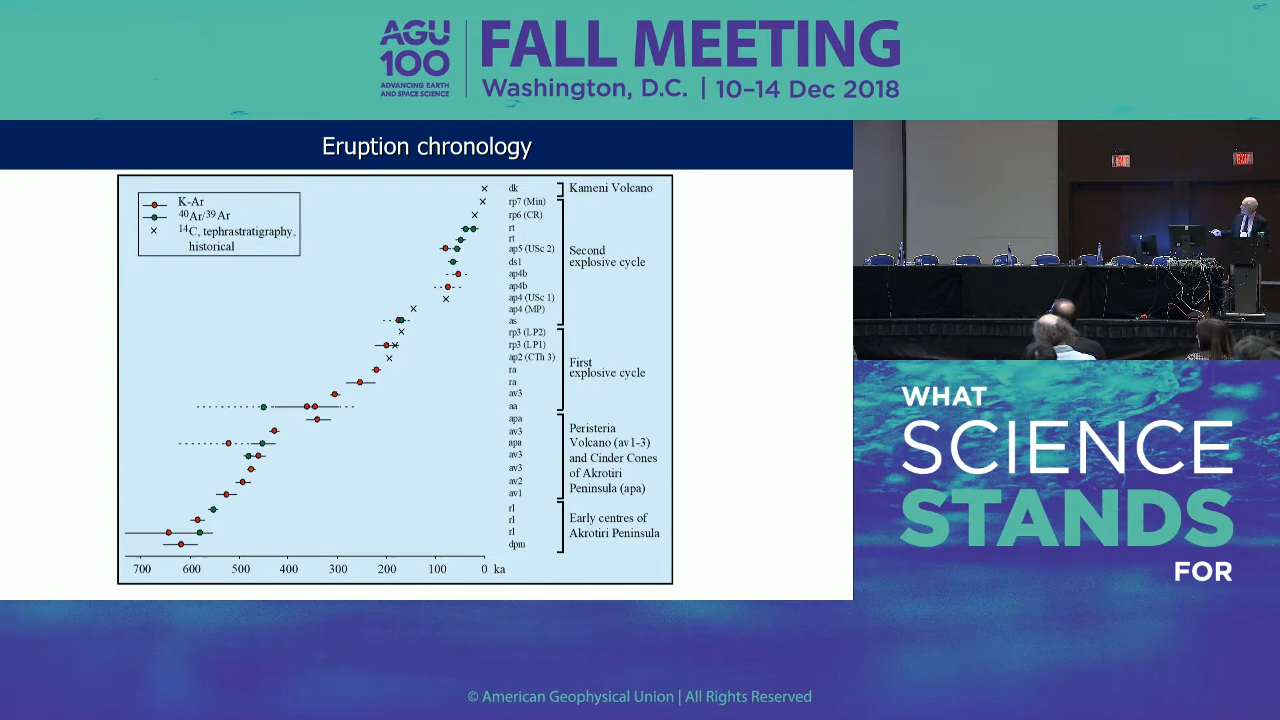 AGU
100
ADVANCING EARTH
AND SPACE SCIENCE
FALL MEETING
Washington, D.C. | 10–14 Dec 2018
Eruption chronology
K-Ar
40Ar/39Ar
14C, tephrastratigraphy,
historical
dk
rp7 (Min)
rp6 (CR)
rt
rt
ap5 (USc 2)
ds1
ap4b
ap4b
ap4 (USc 1)
ap4 (MP)
as
rp3 (LP2)
rp3 (LP1)
ap2 (CTh 3)
ra
ra
av3
aa
apa
av3
apa
av3
av3
av2
av1
rl
rl
rl
dpm
Kameni Volcano
Second
explosive cycle
First
explosive cycle
Peristeria
Volcano (av1-3)
and Cinder Cones
of Akrotiri
Peninsula (apa)
Early centres of
Akrotiri Peninsula
700 600 500 400 300 200 100 0 ka
WHAT
SCIENCE
STANDS
FOR
© American Geophysical Union | All Rights Reserved